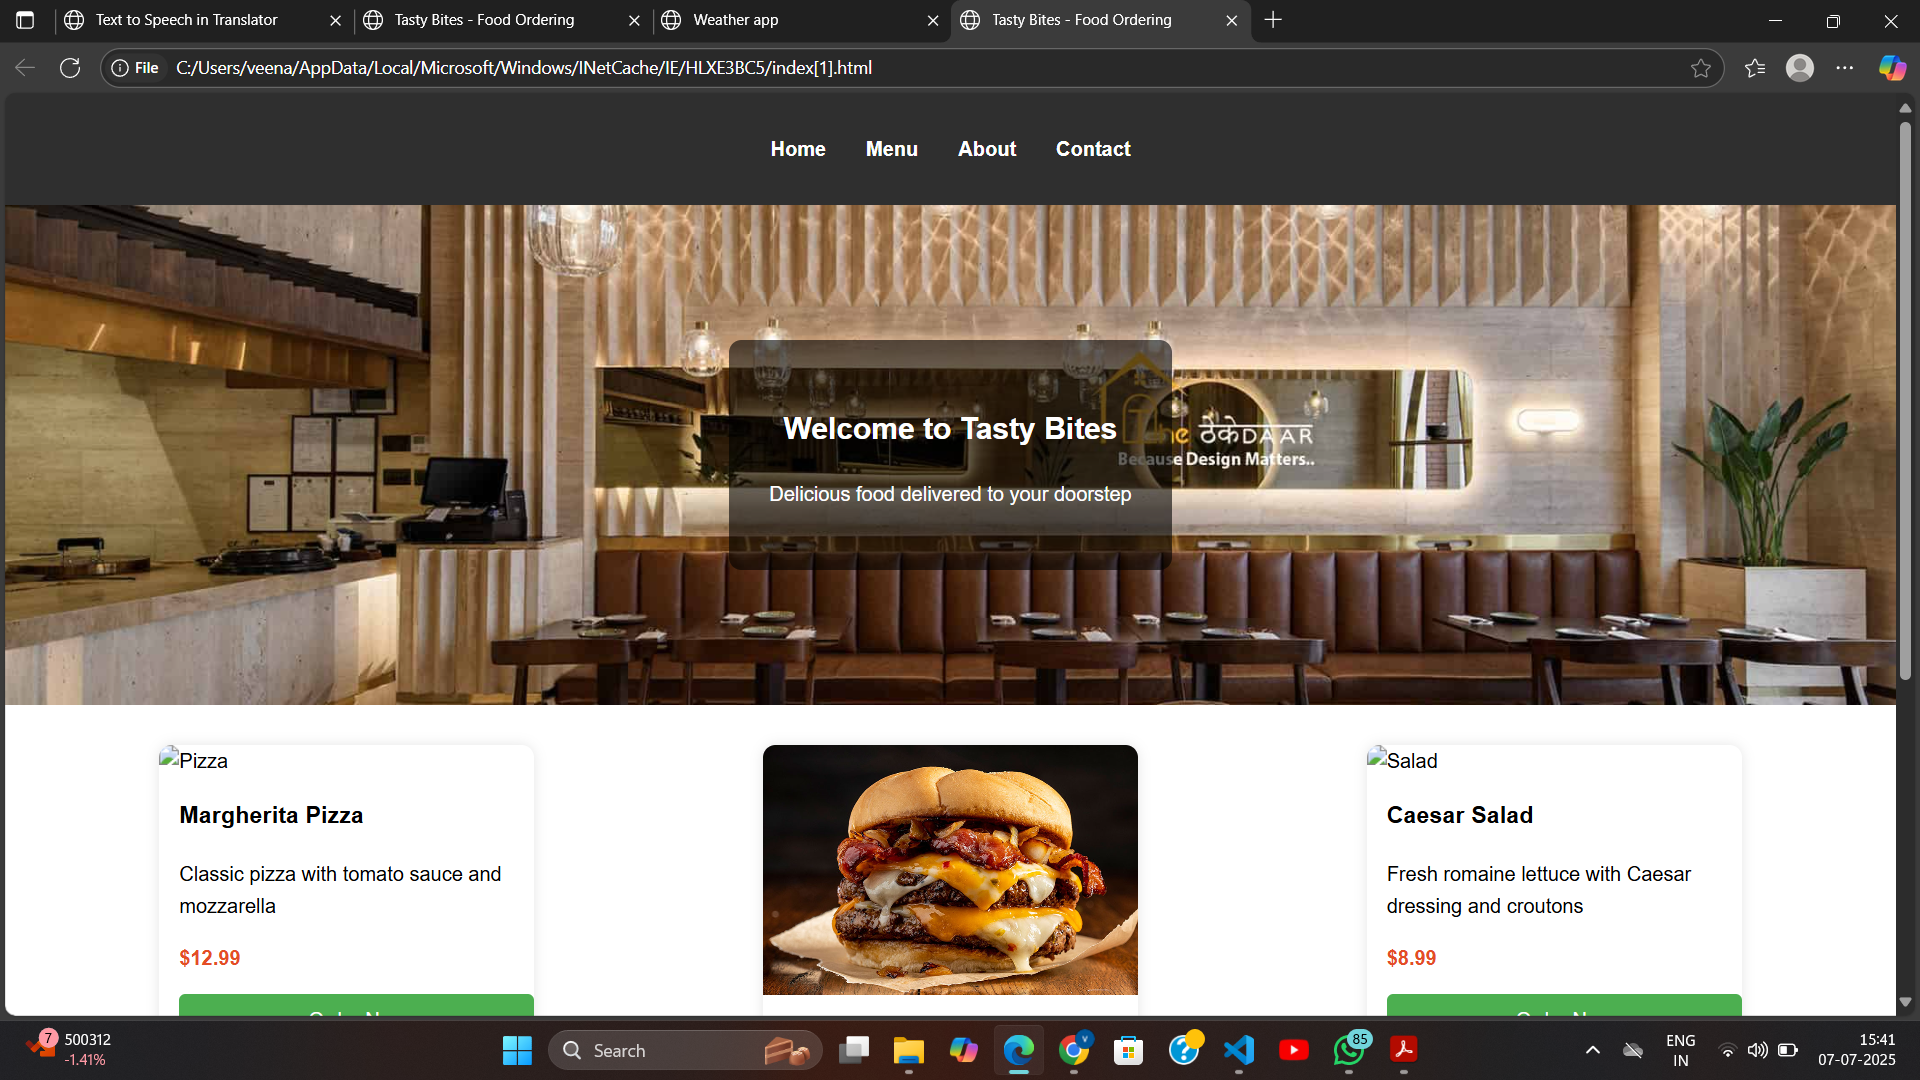 Text to Speech in Translator
Tasty Bites - Food Ordering
Weather app
Tasty Bites - Food Ordering
File
C:/Users/veena/AppData/Local/Microsoft/Windows/INetCache/IE/HLXE3BC5/index[1].html
Home
Menu
About
Contact
ठेकेDAAR
Because Design Matters..
Welcome to Tasty Bites
Delicious food delivered to your doorstep
Pizza
Margherita Pizza
Classic pizza with tomato sauce and
mozzarella
$12.99
Salad
Caesar Salad
Fresh romaine lettuce with Caesar
dressing and croutons
$8.99
7
500312
-1.41%
Search
V
85
ENG
IN
15:41
07-07-2025